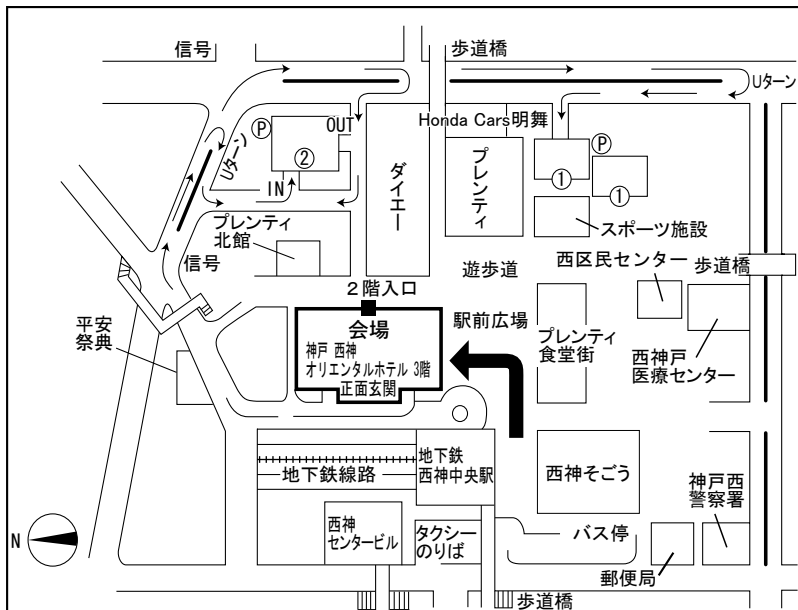 信号
歩道橋
Uターン
Honda Cars明舞
Ⓟ
OUT
②
Uターン
IN
ダイエー
プレンティ
Ⓟ
①
①
スポーツ施設
プレンティ
北館
信号
遊歩道
西区民センター
歩道橋
2階入口
会場
神戸 西神
オリエンタルホテル 3階
正面玄関
駅前広場
プレンティ
食堂街
西神戸
医療センター
平安
祭典
地下鉄線路
地下鉄
西神中央駅
西神そごう
神戸西
警察署
N
西神
センタービル
タクシー
のりば
バス停
郵便局
歩道橋